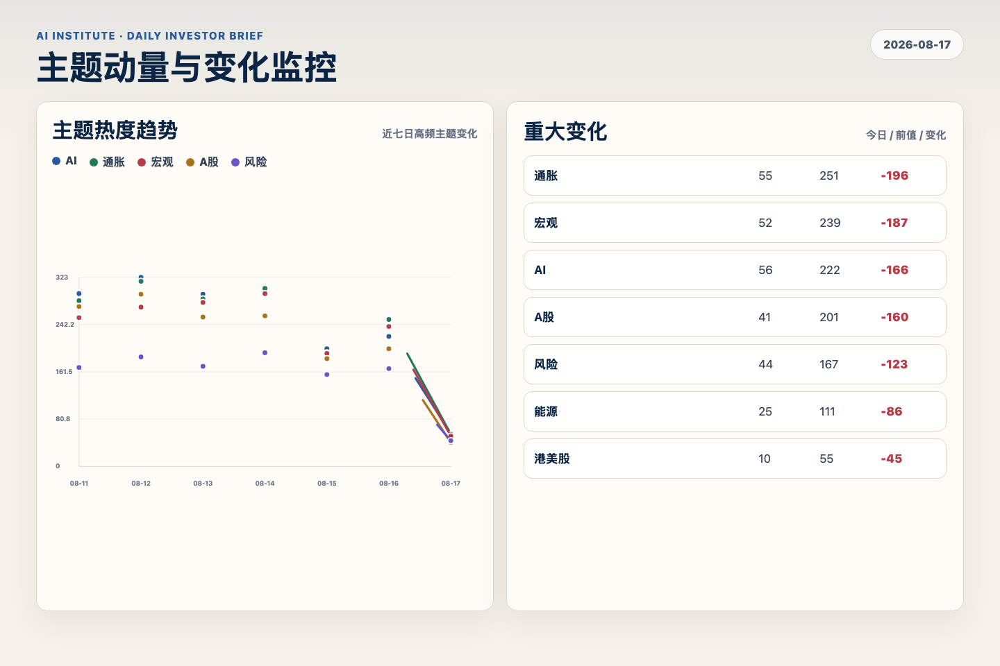 AI INSTITUTE · DAILY INVESTOR BRIEF
主题动量与变化监控
2026-08-17
主题热度趋势
近七日高频主题变化
AI 通胀 宏观 A股 风险
323
242.2
161.5
80.8
0
08-11 08-12 08-13 08-14 08-15 08-16 08-17
重大变化
今日 / 前值 / 变化
通胀 55 251 -196
宏观 52 239 -187
AI 56 222 -166
A股 41 201 -160
风险 44 167 -123
能源 25 111 -86
港美股 10 55 -45